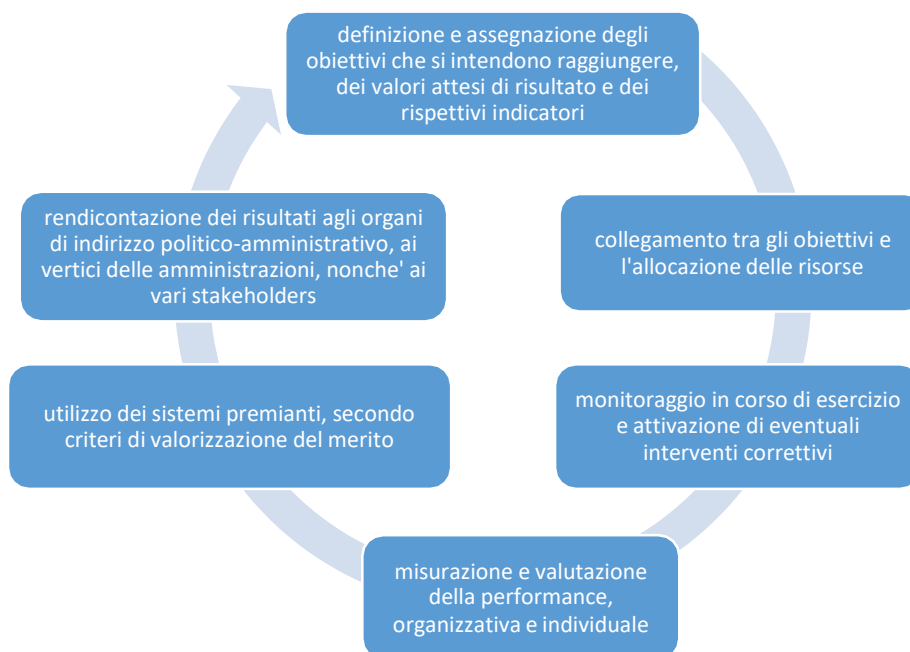 definizione e assegnazione degli
obiettivi che si intendono raggiungere,
dei valori attesi di risultato e dei
rispettivi indicatori
collegamento tra gli obiettivi e
l'allocazione delle risorse
monitoraggio in corso di esercizio
e attivazione di eventuali
interventi correttivi
misurazione e valutazione
della performance,
organizzativa e individuale
utilizzo dei sistemi premianti, secondo
criteri di valorizzazione del merito
rendicontazione dei risultati agli organi
di indirizzo politico-amministrativo, ai
vertici delle amministrazioni, nonche' ai
vari stakeholders